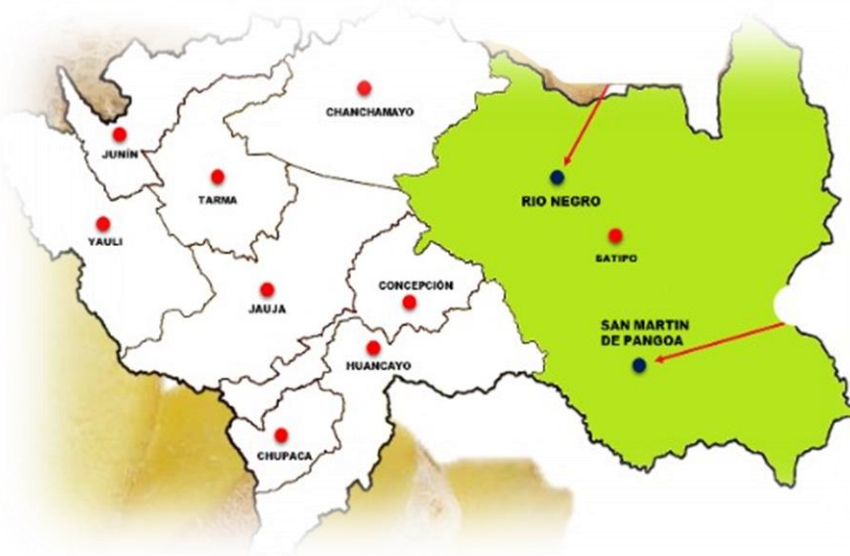 CHANCHAMAYO
JUNÍN
TARMA
RIO NEGRO
YAULI
SATIPO
CONCEPCIÓN
JAUJA
SAN MARTIN
DE PANGOA
HUANCAYO
CHUPACA